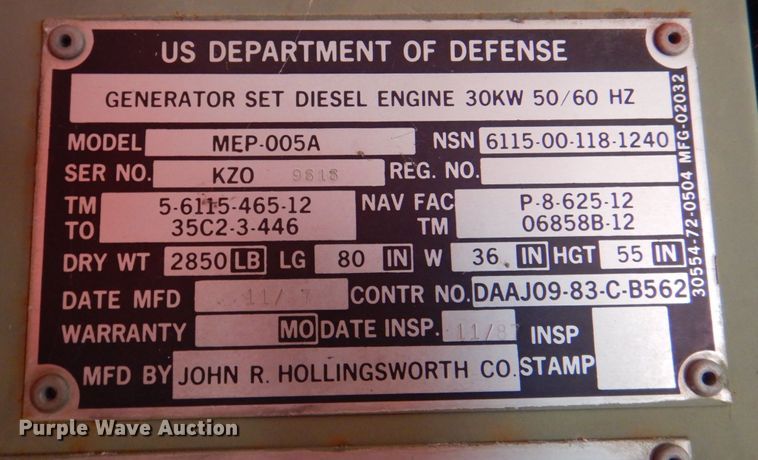 US DEPARTMENT OF DEFENSE
GENERATOR SET DIESEL ENGINE 30KW 50/60 HZ
MODEL MEP-005A NSN 6115-00-118-1240
SER NO. KZO REG. NO.
TM 5-6115-465-12 NAV FAC P-8-625-12
TO 35C2-3-446 TM 06858B-12
DRY WT 2850 LB LG 80 IN W 36 IN HGT 55 IN
DATE MFD CONTR NO. DAAJ09-83-C-B562
WARRANTY MO DATE INSP. 11/87 INSP
STAMP
MFD BY JOHN R. HOLLINGSWORTH CO.
30554-72-0504 MFG-02032
Purple Wave Auction